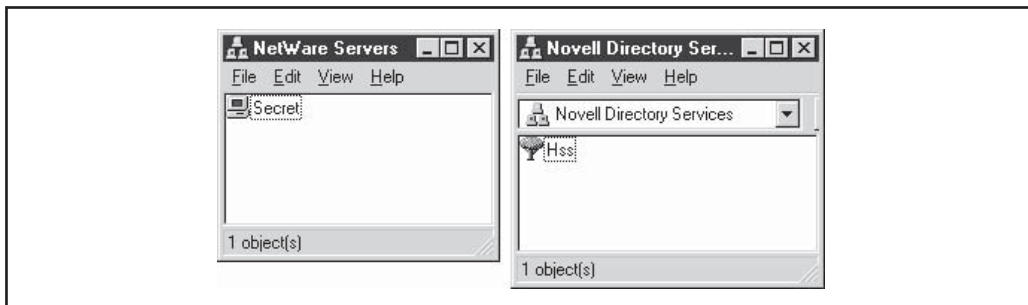 NetWare Servers
File Edit View Help
Secret
1 object(s)
Novell Directory Ser...
File Edit View Help
Novell Directory Services
Hss
1 object(s)